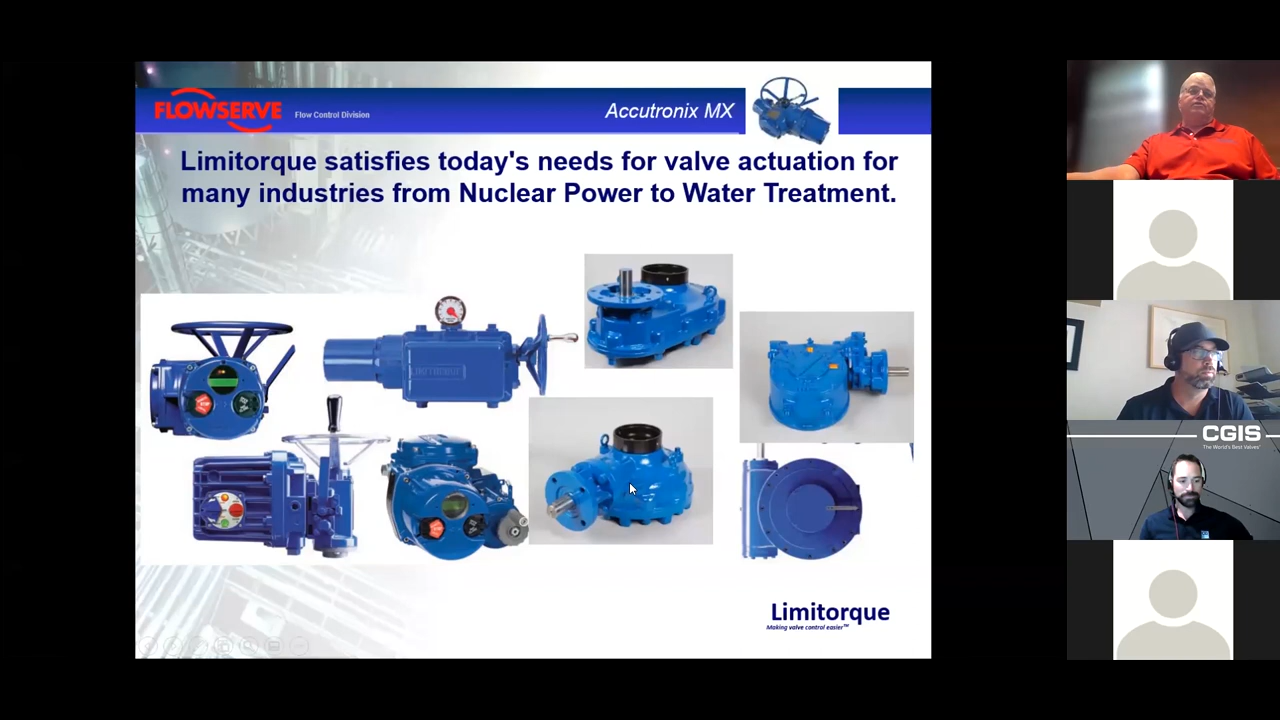 FLOWSERVE
Flow Control Division
Accutronix MX
Limitorque satisfies today's needs for valve actuation for
many industries from Nuclear Power to Water Treatment.
LIMITORQUE
Limitorque
Making valve control easier™
CGIS
The World's Best Valves